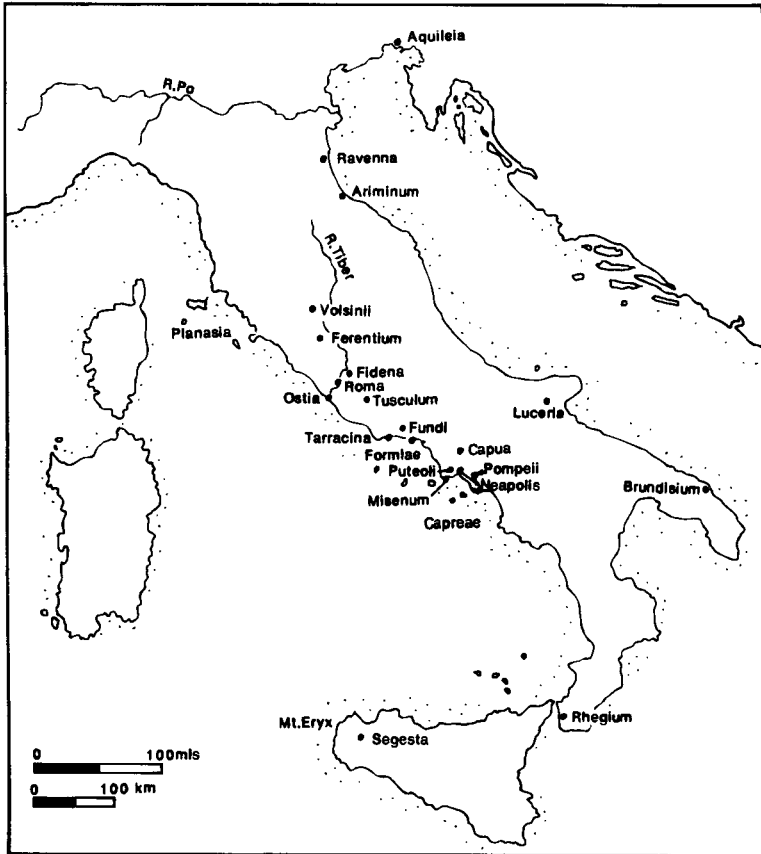 Aquileia
R.Po
Ravenna
Ariminum
R.Tiber
Volsinii
Planasia
Ferentium
Fidena
Roma
Ostia
Tusculum
Luceria
Fundi
Tarracina
Capua
Formiae
Puteoli
Pompeii
Neapolis
Brundisium
Misenum
Capreae
Rhegium
Mt.Eryx
Segesta
0 100mls
0 100 km